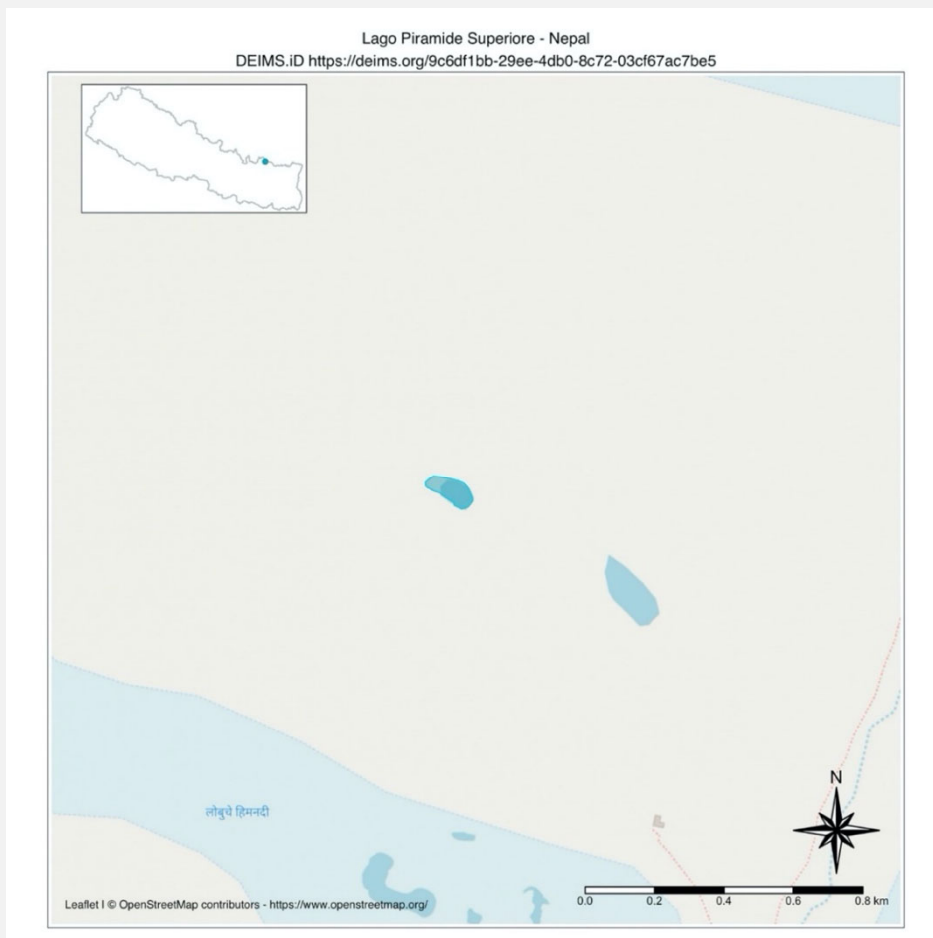 Lago Piramide Superiore - Nepal
DEIMS.iD https://deims.org/9c6df1bb-29ee-4db0-8c72-03cf67ac7be5
लोबुचे हिमनदी
N
0.0 0.2 0.4 0.6 0.8 km
Leaflet I © OpenStreetMap contributors - https://www.openstreetmap.org/